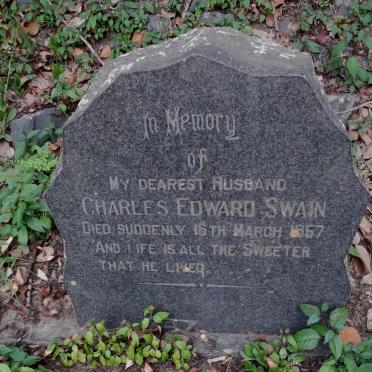 In Memory
of
MY DEAREST HUSBAND
CHARLES EDWARD SWAIN
DIED SUDDENLY 16TH MARCH 1957
AND LIFE IS ALL THE SWEETER
THAT HE LIVED